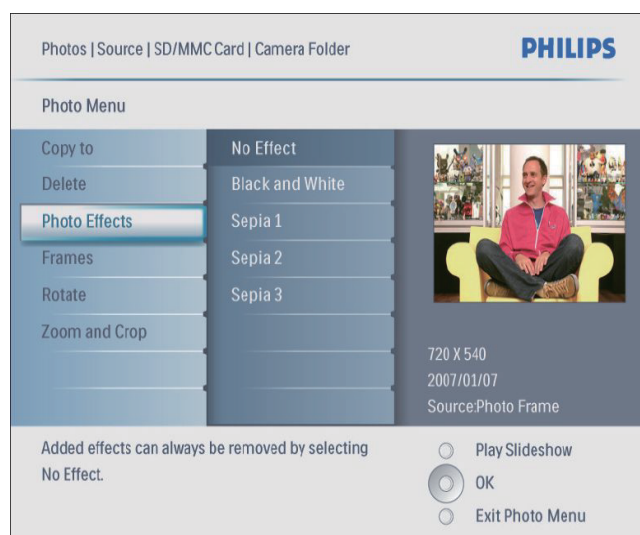 Photos | Source | SD/MMC Card | Camera Folder
PHILIPS
Photo Menu
Copy to
Delete
Photo Effects
Frames
Rotate
Zoom and Crop
No Effect
Black and White
Sepia 1
Sepia 2
Sepia 3
720 X 540
2007/01/07
Source:Photo Frame
Added effects can always be removed by selecting
No Effect.
Play Slideshow
OK
Exit Photo Menu